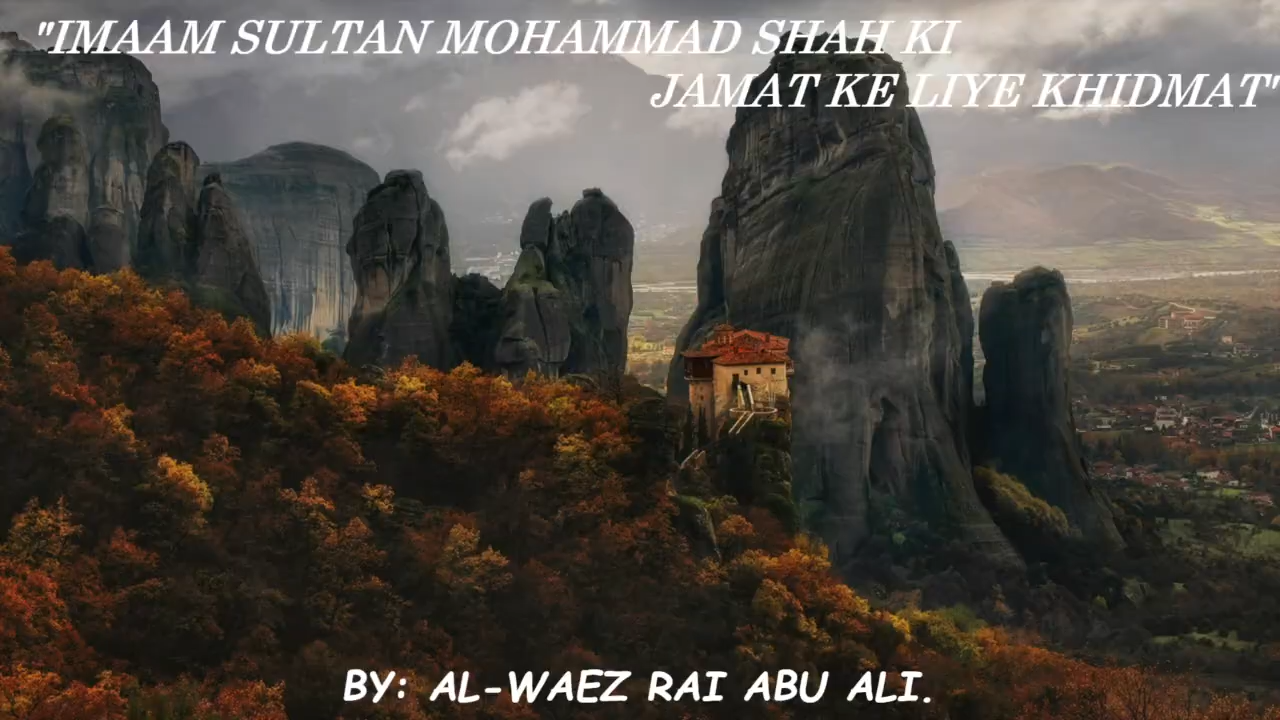 "IMAAM SULTAN MOHAMMAD SHAH KI
JAMAT KE LIYE KHIDMAT"
BY: AL-WAEZ RAI ABU ALI.